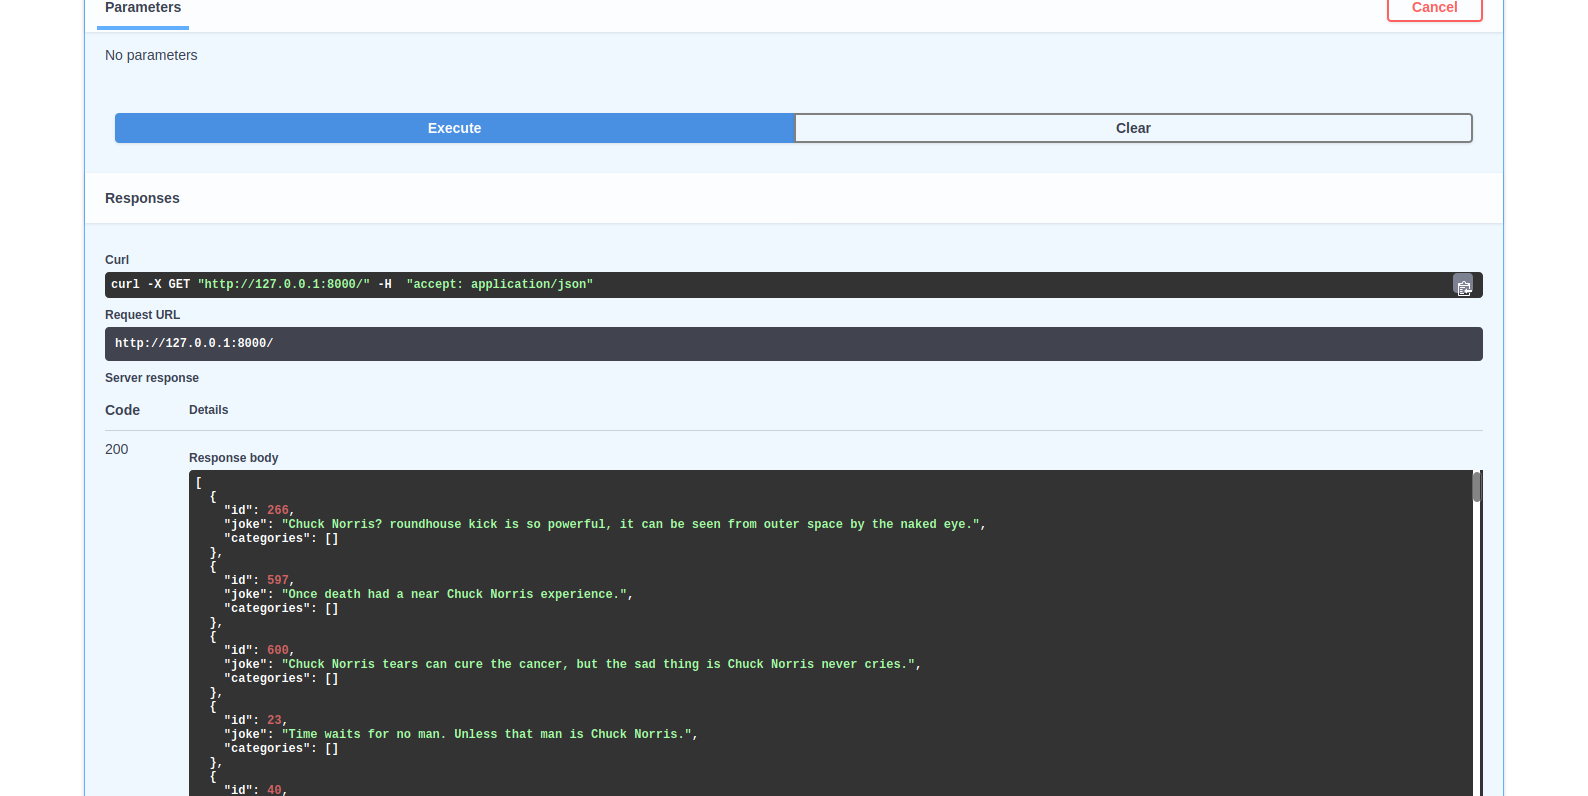 Parameters
Cancel
No parameters
Execute
Clear
Responses
Curl
curl -X GET "http://127.0.0.1:8000/" -H  "accept: application/json"
Request URL
http://127.0.0.1:8000/
Server response
Code
Details
200
Response body
[
  {
    "id": 266,
    "joke": "Chuck Norris? roundhouse kick is so powerful, it can be seen from outer space by the naked eye.",
    "categories": []
  },
  {
    "id": 597,
    "joke": "Once death had a near Chuck Norris experience.",
    "categories": []
  },
  {
    "id": 600,
    "joke": "Chuck Norris tears can cure the cancer, but the sad thing is Chuck Norris never cries.",
    "categories": []
  },
  {
    "id": 23,
    "joke": "Time waits for no man. Unless that man is Chuck Norris.",
    "categories": []
  },
  {
    "id": 40,